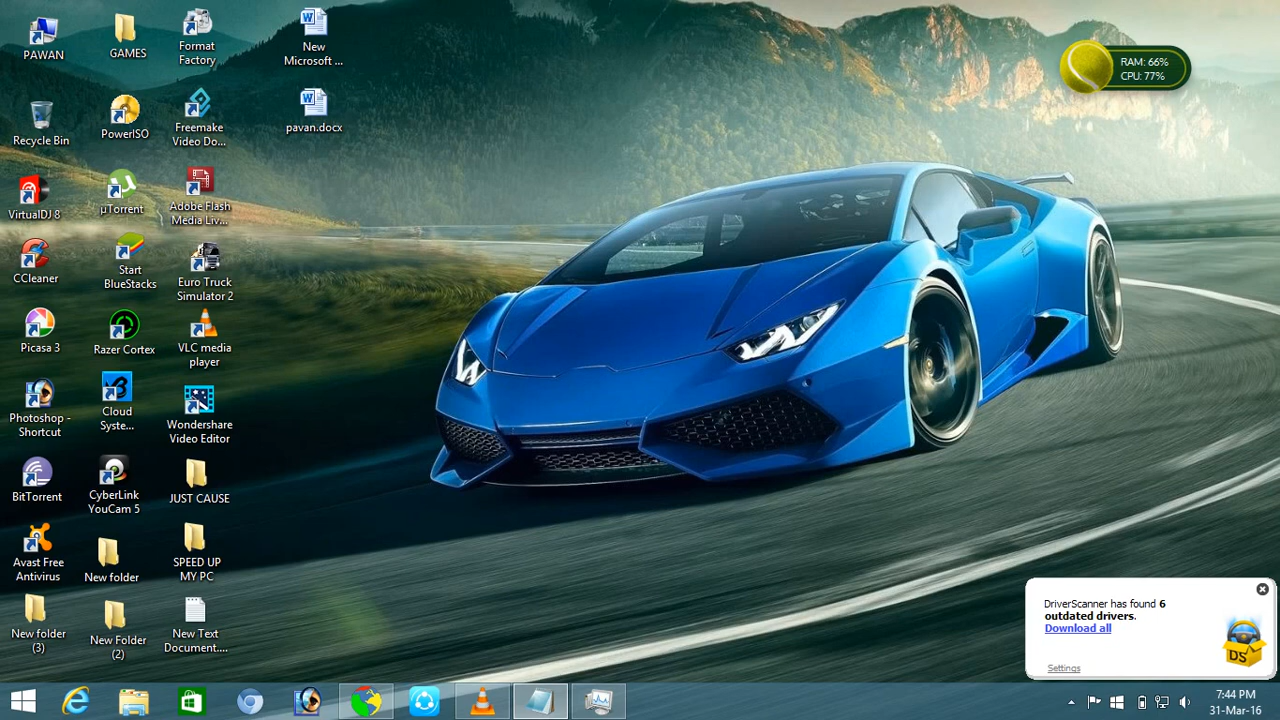 PAWAN
GAMES
Format
Factory
New
Microsoft ...
Recycle Bin
PowerISO
Freemake
Video Do...
pavan.docx
VirtualDJ 8
µTorrent
Adobe Flash
Media Liv...
CCleaner
Start
BlueStacks
Euro Truck
Simulator 2
Picasa 3
Razer Cortex
VLC media
player
Photoshop -
Shortcut
Cloud
Syste...
Wondershare
Video Editor
BitTorrent
CyberLink
YouCam 5
JUST CAUSE
Avast Free
Antivirus
New folder
SPEED UP
MY PC
New folder
(3)
New Folder
(2)
New Text
Document....
RAM: 66%
CPU: 77%
DriverScanner has found 6
outdated drivers.
Download all
Settings
DS
7:44 PM
31-Mar-16